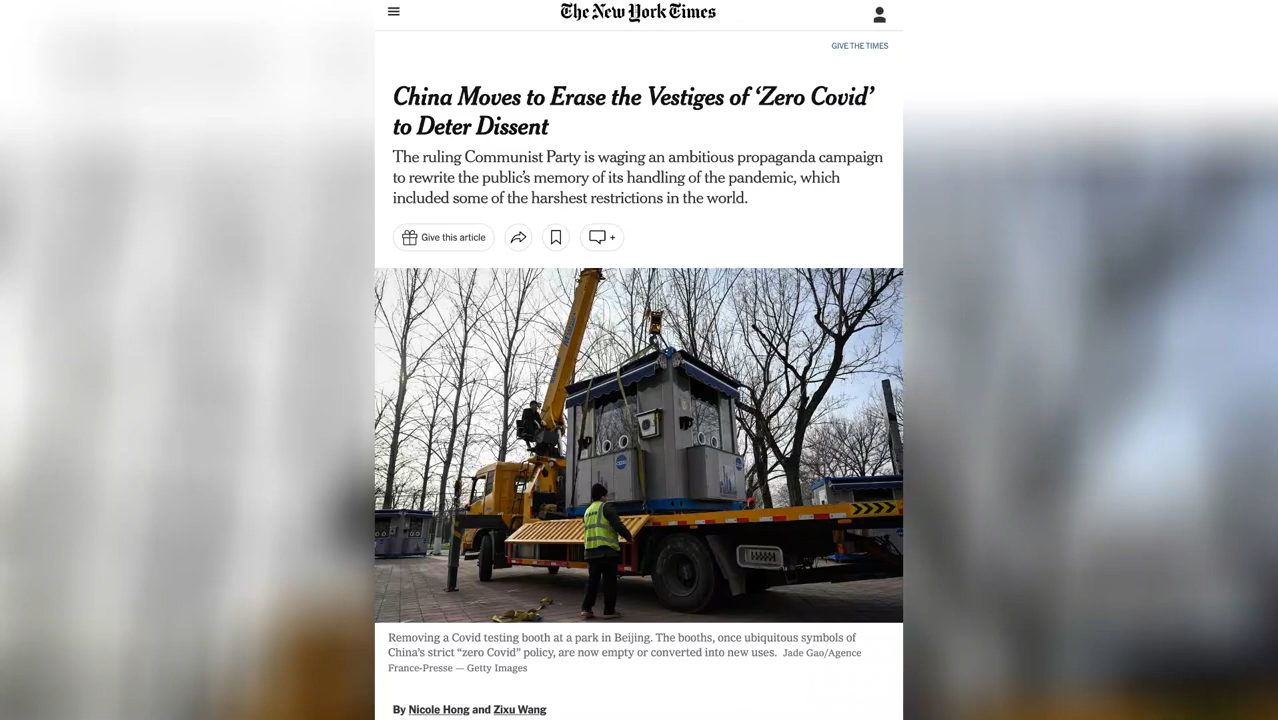 The New York Times
GIVE THE TIMES
China Moves to Erase the Vestiges of ‘Zero Covid’
to Deter Dissent
The ruling Communist Party is waging an ambitious propaganda campaign
to rewrite the public’s memory of its handling of the pandemic, which
included some of the harshest restrictions in the world.
Give this article
+
Removing a Covid testing booth at a park in Beijing. The booths, once ubiquitous symbols of
China’s strict “zero Covid” policy, are now empty or converted into new uses. Jade Gao/Agence
France-Presse — Getty Images
By Nicole Hong and Zixu Wang